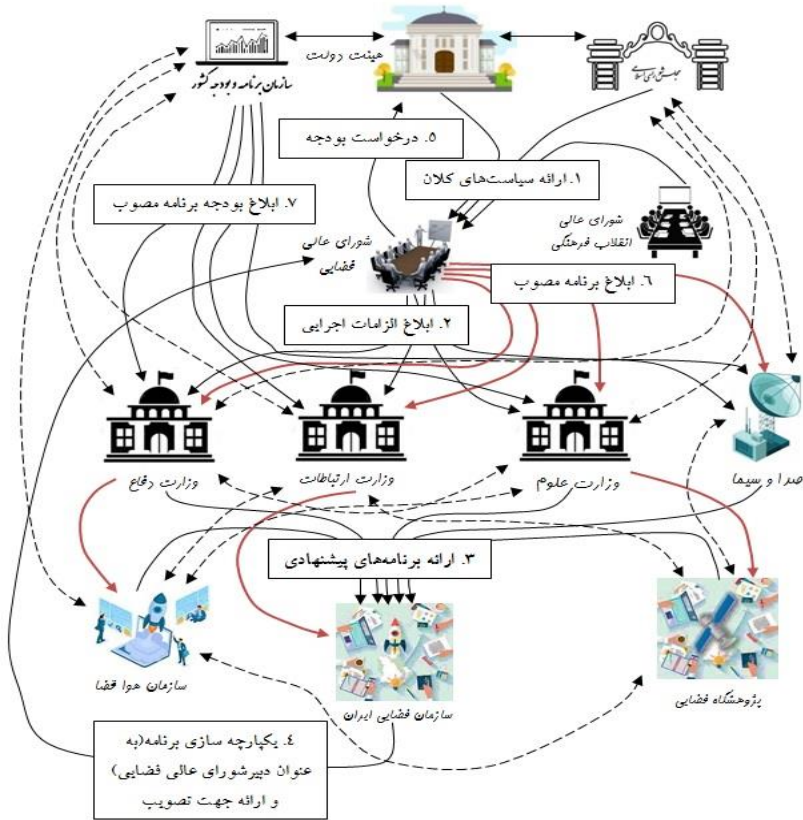 هیئت دولت
سازمان برنامه و بودجه کشور
مجلس شورای اسلامی
۵. درخواست بودجه
۱. ارائه سیاست‌های کلان
۷. ابلاغ بودجه برنامه مصوب
شورای عالی
انقلاب فرهنگی
شورای عالی
فضایی
۶. ابلاغ برنامه مصوب
۲. ابلاغ الزامات اجرایی
وزارت دفاع
وزارت ارتباطات
وزارت علوم
صدا و سیما
۳. ارائه برنامه‌های پیشنهادی
سازمان هوا فضا
سازمان فضایی ایران
پژوهشگاه فضایی
٤. یکپارچه سازی برنامه(به
عنوان دبیرشورای عالی فضایی)
و ارائه جهت تصویب